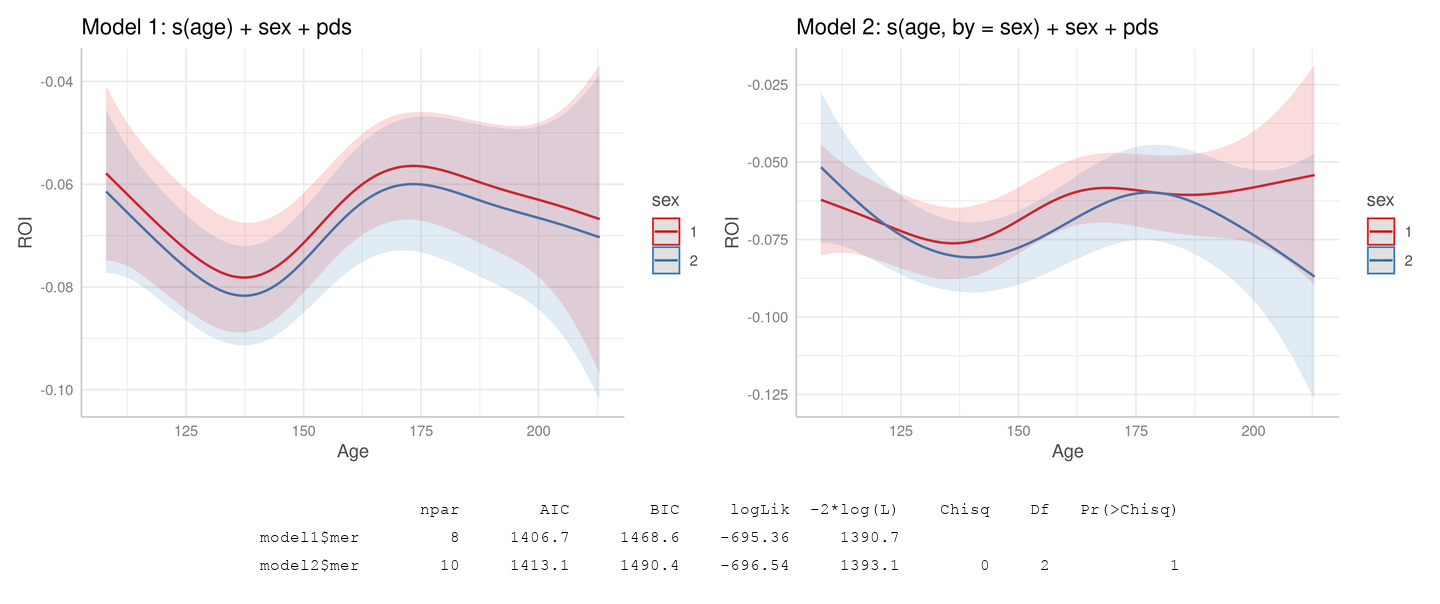 Model 1: s(age) + sex + pds
-0.04
-0.06
-0.08
-0.10
ROI
125 150 175 200
Age
sex
1
2
Model 2: s(age, by = sex) + sex + pds
-0.025
-0.050
-0.075
-0.100
-0.125
ROI
125 150 175 200
Age
sex
1
2
npar AIC BIC logLik -2*log(L) Chisq Df Pr(>Chisq)
model1$mer 8 1406.7 1468.6 -695.36 1390.7
model2$mer 10 1413.1 1490.4 -696.54 1393.1 0 2 1